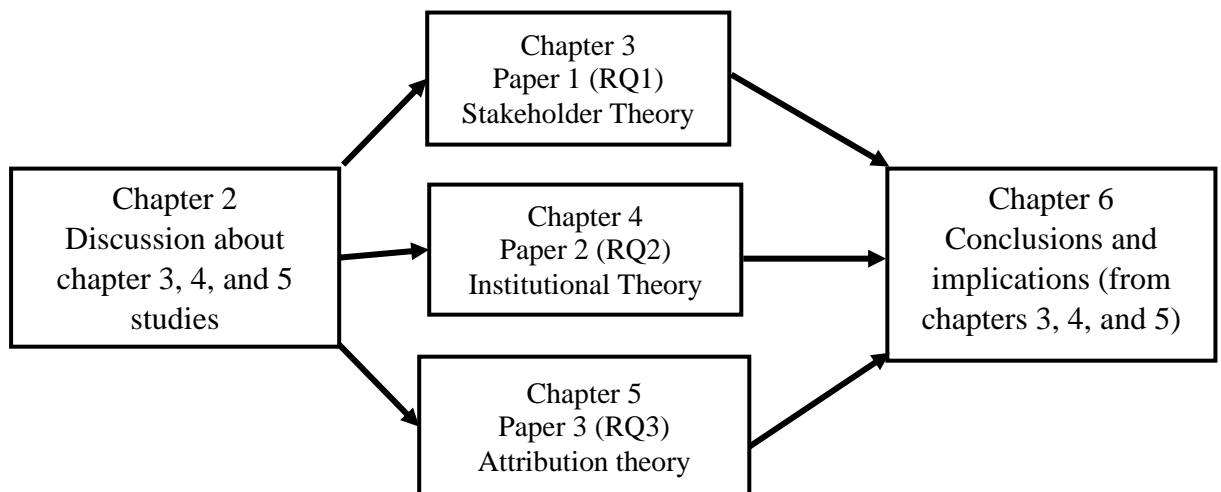 Chapter 2
Discussion about
chapter 3, 4, and 5
studies
Chapter 3
Paper 1 (RQ1)
Stakeholder Theory
Chapter 4
Paper 2 (RQ2)
Institutional Theory
Chapter 5
Paper 3 (RQ3)
Attribution theory
Chapter 6
Conclusions and
implications (from
chapters 3, 4, and 5)